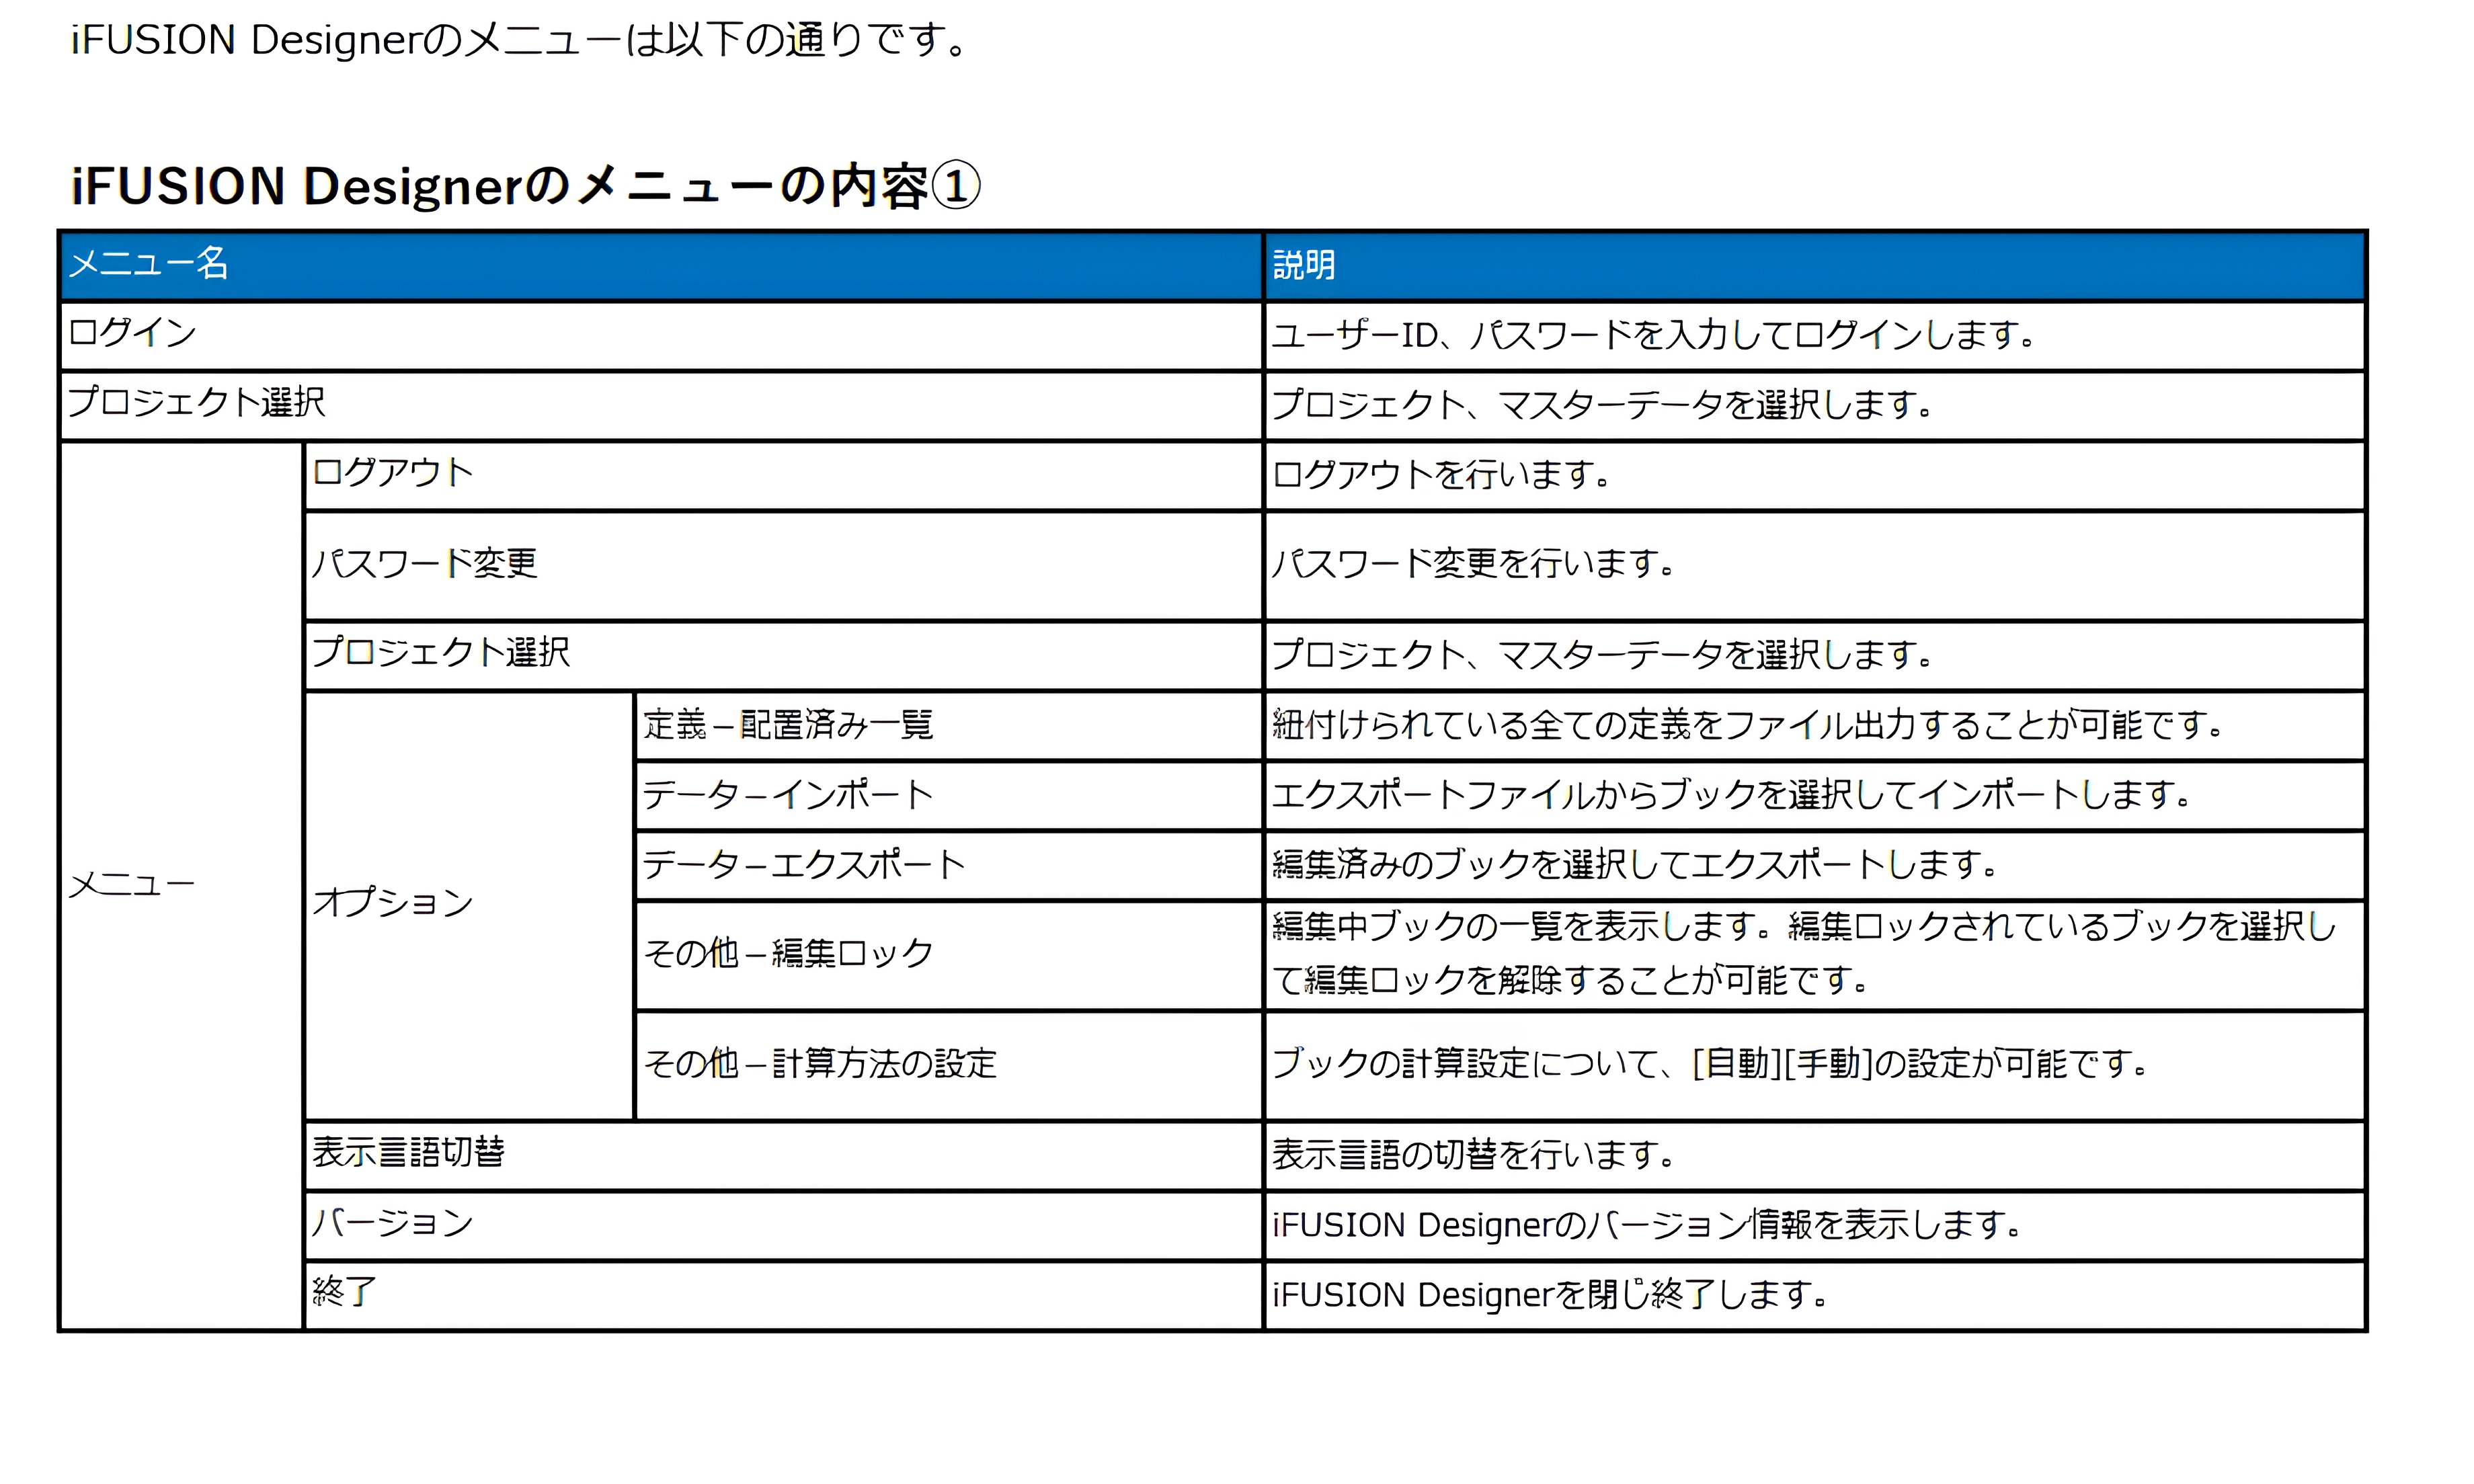 iFUSION Designerのメニューは以下の通りです。
iFUSION Designerのメニューの内容①
メニュー名
説明
ログイン
ユーザーID、パスワードを入力してログインします。
プロジェクト選択
プロジェクト、マスターデータを選択します。
メニュー
ログアウト
ログアウトを行います。
パスワード変更
パスワード変更を行います。
プロジェクト選択
プロジェクト、マスターデータを選択します。
オプション
定義－配置済み一覧
紐付けられている全ての定義をファイル出力することが可能です。
データーインポート
エクスポートファイルからブックを選択してインポートします。
データーエクスポート
編集済みのブックを選択してエクスポートします。
その他－編集ロック
編集中ブックの一覧を表示します。編集ロックされているブックを選択し
て編集ロックを解除することが可能です。
その他－計算方法の設定
ブックの計算設定について、[自動][手動]の設定が可能です。
表示言語切替
表示言語の切替を行います。
バージョン
iFUSION Designerのバージョン情報を表示します。
終了
iFUSION Designerを閉じ終了します。